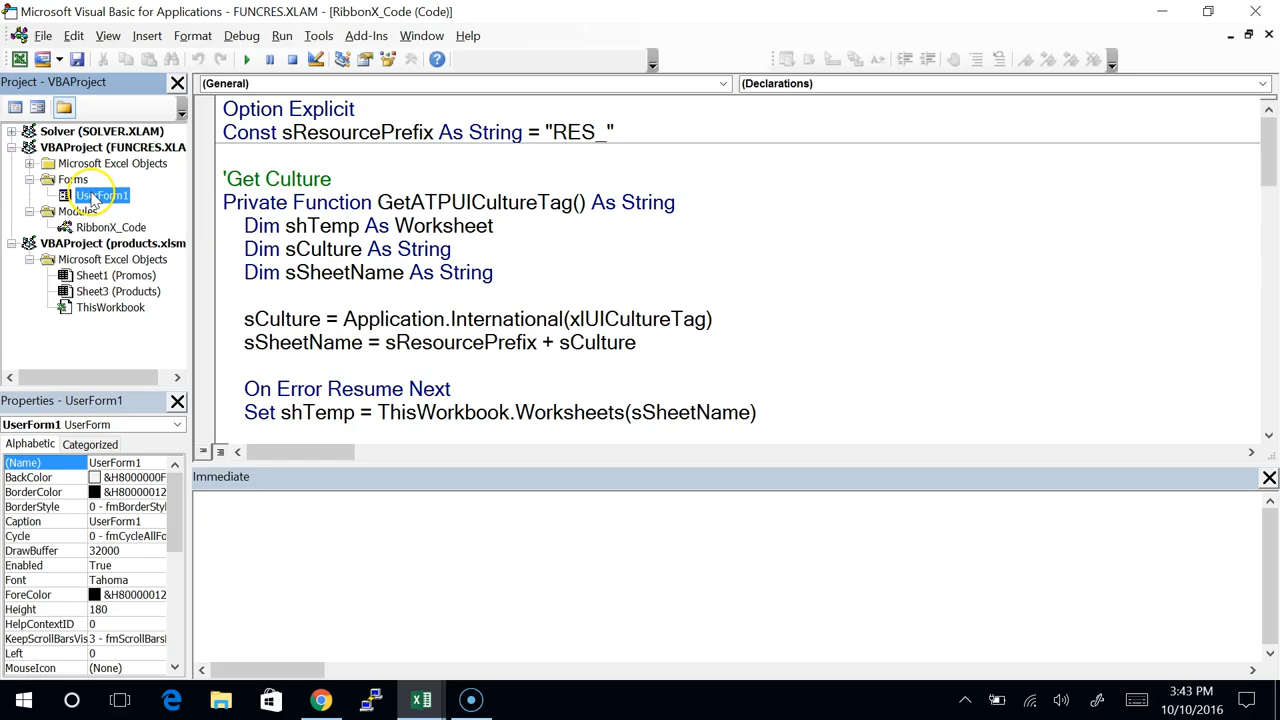 Microsoft Visual Basic for Applications - FUNCRES.XLAM - [RibbonX_Code (Code)]
File Edit View Insert Format Debug Run Tools Add-Ins Window Help
Project - VBAProject
(General)
(Declarations)
Solver (SOLVER.XLAM)
VBAProject (FUNCRES.XLA
Microsoft Excel Objects
Forms
UserForm1
Modules
RibbonX_Code
VBAProject (products.xlsm
Microsoft Excel Objects
Sheet1 (Promos)
Sheet3 (Products)
ThisWorkbook
Option Explicit
Const sResourcePrefix As String = "RES_"
'Get Culture
Private Function GetATPUICultureTag() As String
Dim shTemp As Worksheet
Dim sCulture As String
Dim sSheetName As String
sCulture = Application.International(xlUICultureTag)
sSheetName = sResourcePrefix + sCulture
On Error Resume Next
Set shTemp = ThisWorkbook.Worksheets(sSheetName)
Properties - UserForm1
UserForm1 UserForm
Alphabetic Categorized
(Name) UserForm1
BackColor &H8000000F
BorderColor &H80000012
BorderStyle 0 - fmBorderStyl
Caption UserForm1
Cycle 0 - fmCycleAllFo
DrawBuffer 32000
Enabled True
Font Tahoma
ForeColor &H80000012
Height 180
HelpContextID 0
KeepScrollBarsVis 3 - fmScrollBars
Left 0
MouseIcon (None)
Immediate
3:43 PM
10/10/2016